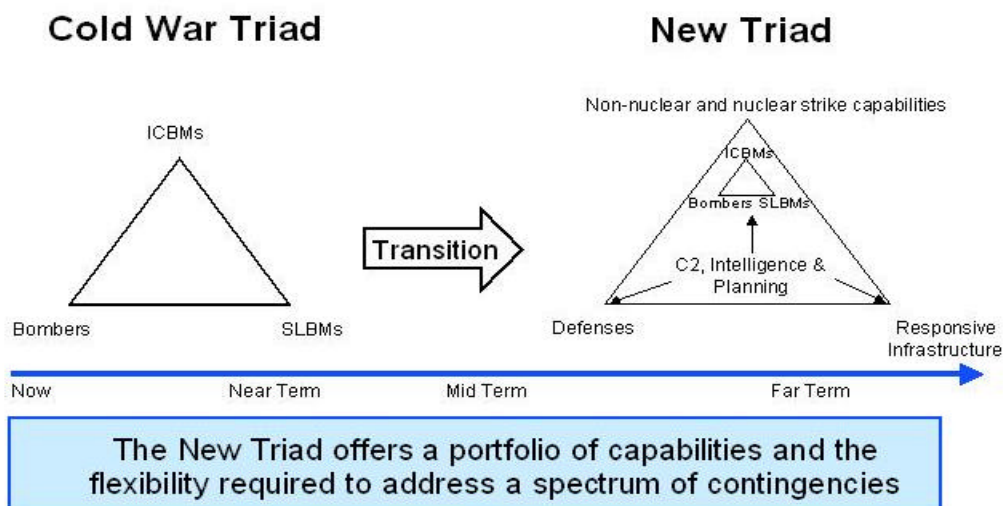 Cold War Triad
New Triad
ICBMs
Bombers
SLBMs
Transition
Non-nuclear and nuclear strike capabilities
ICBMs
Bombers SLBMs
C2, Intelligence &
Planning
Defenses
Responsive
Infrastructure
Now
Near Term
Mid Term
Far Term
The New Triad offers a portfolio of capabilities and the
flexibility required to address a spectrum of contingencies